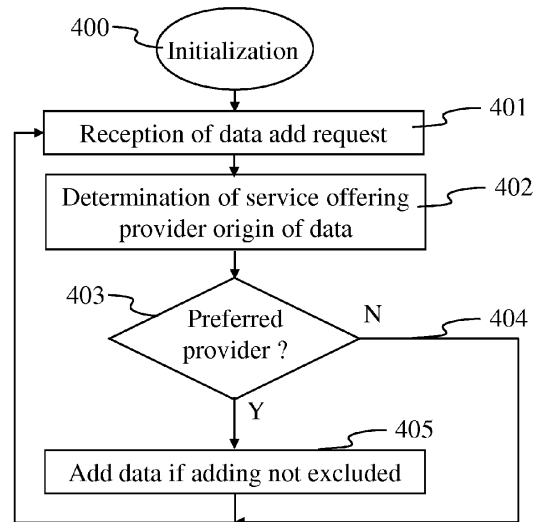 400
Initialization
401
Reception of data add request
402
Determination of service offering
provider origin of data
403
Preferred
provider ?
N
404
Y
405
Add data if adding not excluded